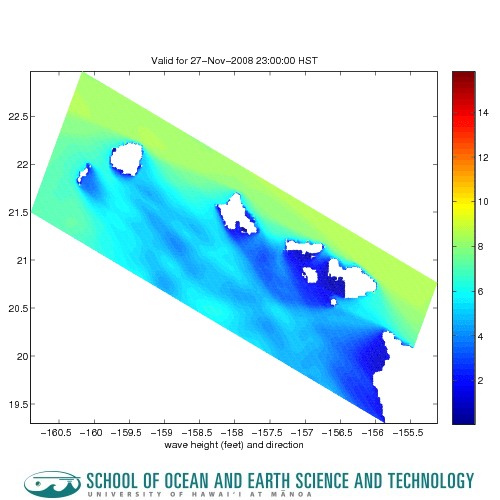 Valid for 27-Nov-2008 23:00:00 HST
22.5
22
21.5
21
20.5
20
19.5
-160.5 -160 -159.5 -159 -158.5 -158 -157.5 -157 -156.5 -156 -155.5
wave height (feet) and direction
14
12
10
8
6
4
2
SCHOOL OF OCEAN AND EARTH SCIENCE AND TECHNOLOGY
UNIVERSITY OF HAWAI'I AT MĀNOA